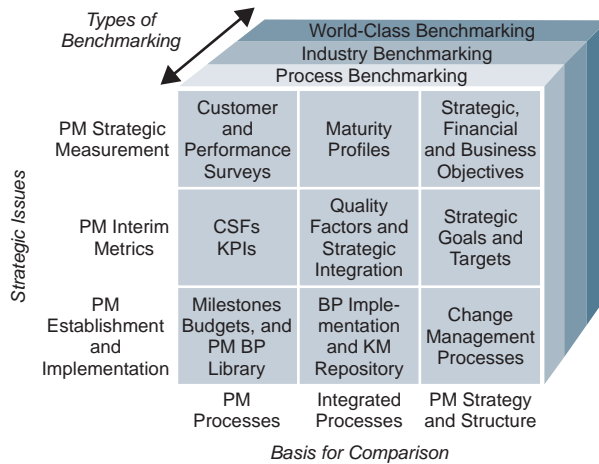 Types of
Benchmarking
World-Class Benchmarking
Industry Benchmarking
Process Benchmarking
Strategic Issues
PM Strategic
Measurement
Customer
and
Performance
Surveys
Maturity
Profiles
Strategic,
Financial
and Business
Objectives
PM Interim
Metrics
CSFs
KPIs
Quality
Factors and
Strategic
Integration
Strategic
Goals and
Targets
PM
Establishment
and
Implementation
Milestones
Budgets, and
PM BP
Library
BP Imple-
mentation
and KM
Repository
Change
Management
Processes
PM
Processes
Integrated
Processes
PM Strategy
and Structure
Basis for Comparison